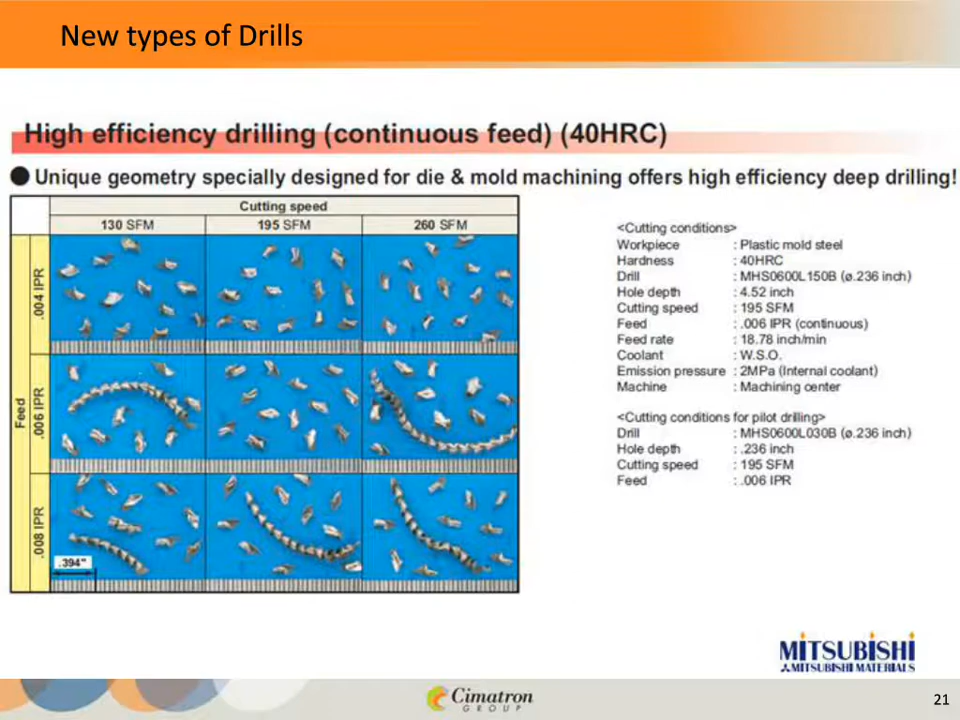 New types of Drills
High efficiency drilling (continuous feed) (40HRC)
● Unique geometry specially designed for die & mold machining offers high efficiency deep drilling!
Cutting speed
130 SFM 195 SFM 260 SFM
Feed
.004 IPR
.006 IPR
.008 IPR
.394"
<Cutting conditions>
Workpiece : Plastic mold steel
Hardness : 40HRC
Drill : MHS0600L150B (ø.236 inch)
Hole depth : 4.52 inch
Cutting speed : 195 SFM
Feed : .006 IPR (continuous)
Feed rate : 18.78 inch/min
Coolant : W.S.O.
Emission pressure : 2MPa (Internal coolant)
Machine : Machining center
<Cutting conditions for pilot drilling>
Drill : MHS0600L030B (ø.236 inch)
Hole depth : .236 inch
Cutting speed : 195 SFM
Feed : .006 IPR
MITSUBISHI
MITSUBISHI MATERIALS
Cimatron
GROUP
21